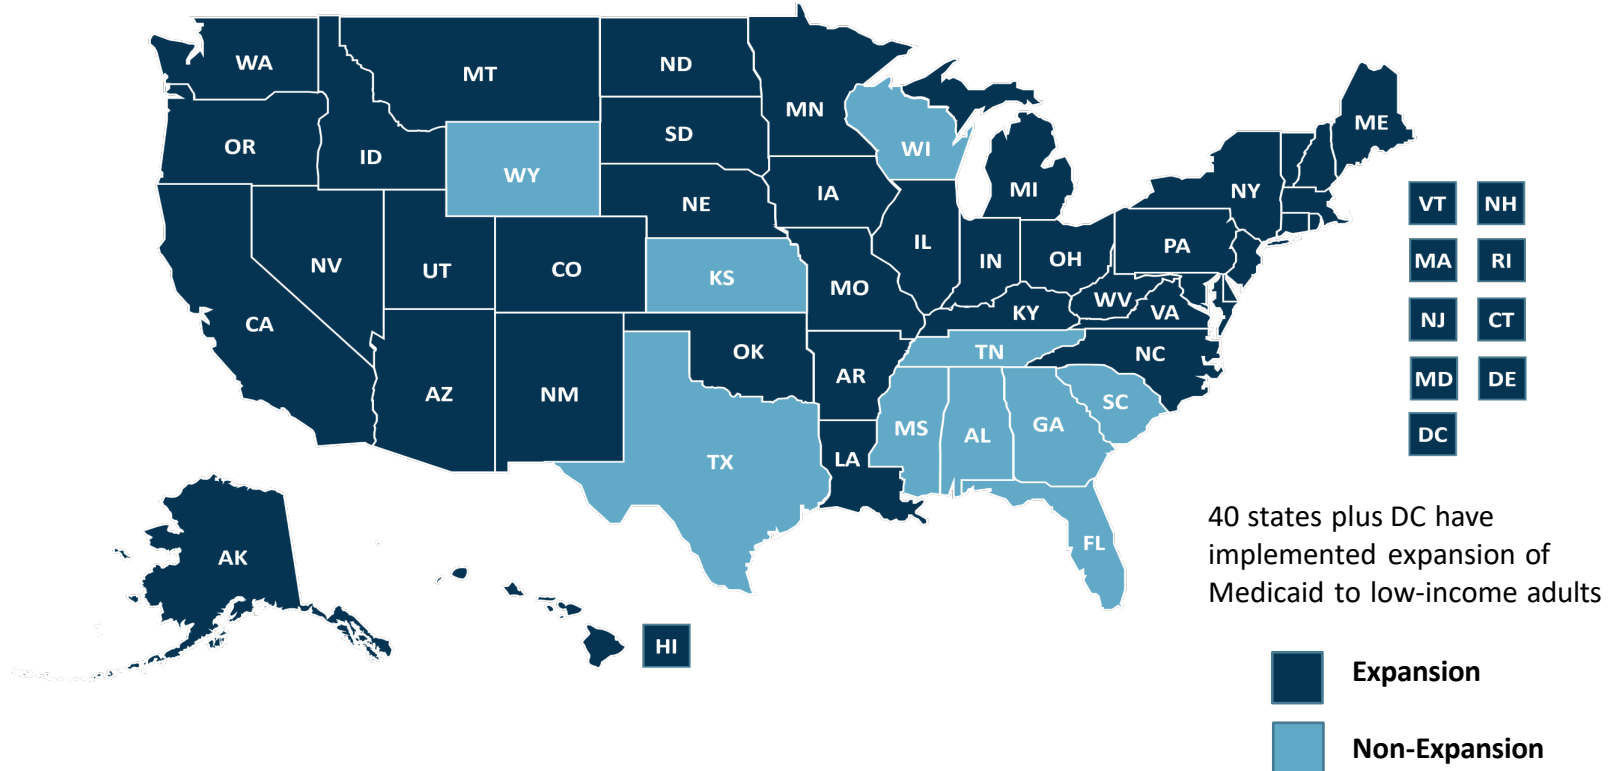 WA
MT
ND
MN
ME
OR
ID
SD
WI
WY
MI
NY
NE
IA
VT NH
NV
UT
CO
IL
IN
OH
PA
MA RI
KS
MO
WV
VA
KY
CA
NJ CT
OK
TN
NC
AZ
NM
AR
SC
MD DE
MS
AL
GA
DC
TX
LA
FL
AK
HI
40 states plus DC have
implemented expansion of
Medicaid to low-income adults
Expansion
Non-Expansion